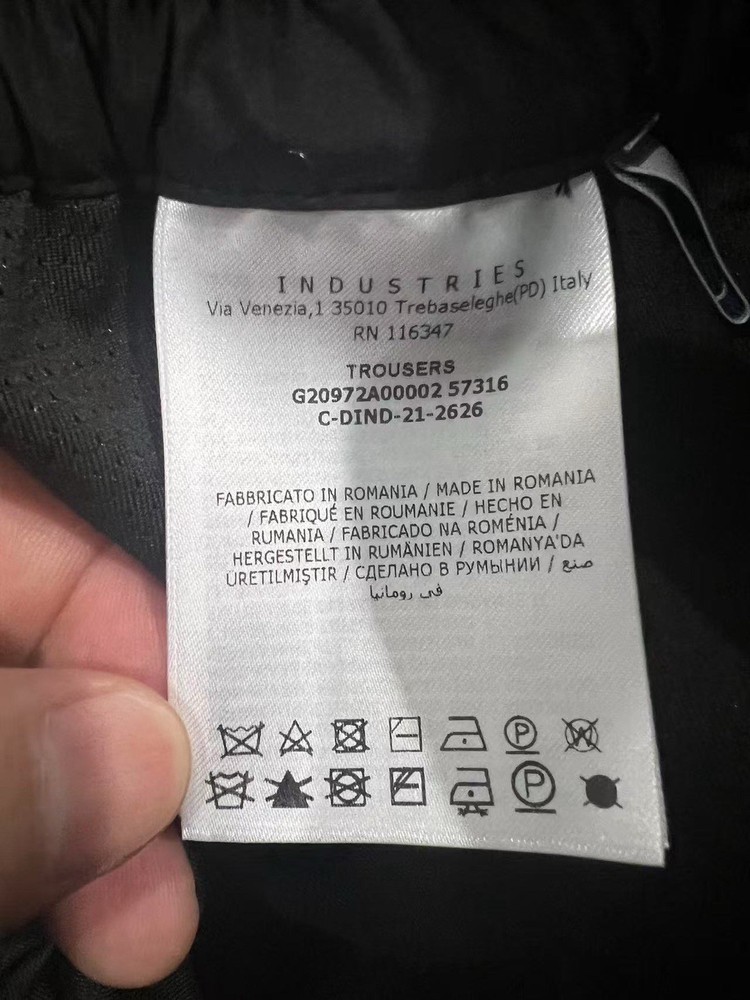 INDUSTRIES
Via Venezia,1 35010 Trebaseleghe(PD) Italy
RN 116347
TROUSERS
G20972A00002 57316
C-DIND-21-2626
FABBRICATO IN ROMANIA / MADE IN ROMANIA
/ FABRIQUÉ EN ROUMANIE / HECHO EN
RUMANIA / FABRICADO NA ROMÉNIA /
HERGESTELLT IN RUMÄNIEN / ROMANYA'DA
ÜRETILMIŞTIR / СДЕЛАНО В РУМЫНИИ / صنع
في رومانيا
P W
P